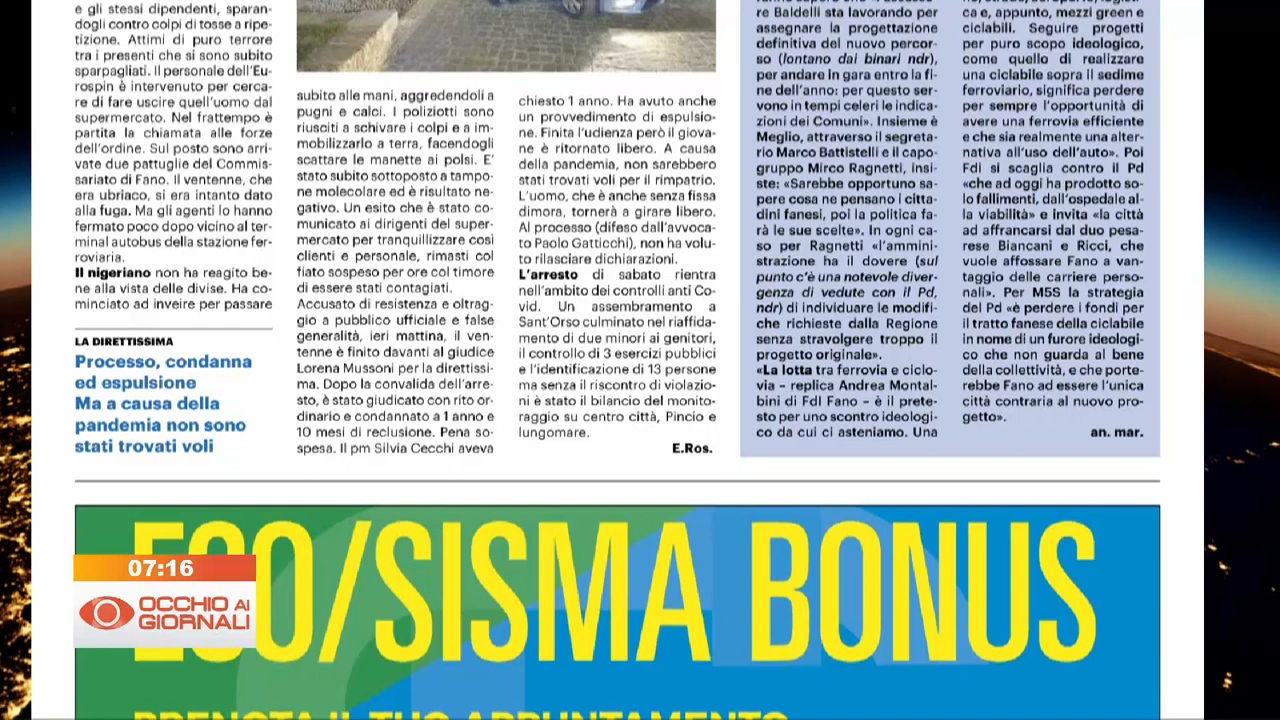 e gli stessi dipendenti, sparan-
dogli contro colpi di tosse a ripe-
tizione. Attimi di puro terrore
tra i presenti che si sono subito
sparpagliati. Il personale dell'Eu-
rospin è intervenuto per cerca-
re di fare uscire quell'uomo dal
supermercato. Nel frattempo è
partita la chiamata alle forze
dell'ordine. Sul posto sono arri-
vate due pattuglie del Commis-
sariato di Fano. Il ventenne, che
era ubriaco, si era intanto dato
alla fuga. Ma gli agenti lo hanno
fermato poco dopo vicino al ter-
minal autobus della stazione fer-
roviaria.
Il nigeriano non ha reagito be-
ne alla vista delle divise. Ha co-
minciato ad inveire per passare
LA DIRETTISSIMA
Processo, condanna
ed espulsione
Ma a causa della
pandemia non sono
stati trovati voli
subito alle mani, aggredendoli a
pugni e calci. I poliziotti sono
riusciti a schivare i colpi e a im-
mobilizzarlo a terra, facendogli
scattare le manette ai polsi. E'
stato subito sottoposto a tampo-
ne molecolare ed è risultato ne-
gativo. Un esito che è stato co-
municato ai dirigenti del super-
mercato per tranquillizzare così
clienti e personale, rimasti col
fiato sospeso per ore col timore
di essere stati contagiati.
Accusato di resistenza e oltrag-
gio a pubblico ufficiale e false
generalità, ieri mattina, il ven-
tenne è finito davanti al giudice
Lorena Mussoni per la direttissi-
ma. Dopo la convalida dell'arre-
sto, è stato giudicato con rito or-
dinario e condannato a 1 anno e
10 mesi di reclusione. Pena so-
spesa. Il pm Silvia Cecchi aveva
chiesto 1 anno. Ha avuto anche
un provvedimento di espulsio-
ne. Finita l'udienza però il giova-
ne è ritornato libero. A causa
della pandemia, non sarebbero
stati trovati voli per il rimpatrio.
L'uomo, che è anche senza fissa
dimora, tornerà a girare libero.
Al processo (difeso dall'avvoca-
to Paolo Gatticchi), non ha volu-
to rilasciare dichiarazioni.
L'arresto di sabato rientra
nell'ambito dei controlli anti Co-
vid. Un assembramento a
Sant'Orso culminato nel riaffida-
mento di due minori ai genitori,
il controllo di 3 esercizi pubblici
e l'identificazione di 13 persone
ma senza il riscontro di violazio-
ni è stato il bilancio del monito-
raggio su centro città, Pincio e
lungomare.
E.Ros.
re Baldelli sta lavorando per
assegnare la progettazione
definitiva del nuovo percor-
so (lontano dai binari ndr),
per andare in gara entro la fi-
ne dell'anno: per questo ser-
vono in tempi celeri le indica-
zioni dei Comuni». Insieme è
Meglio, attraverso il segreta-
rio Marco Battistelli e il capo-
gruppo Mirco Ragnetti, insi-
ste: «Sarebbe opportuno sa-
pere cosa ne pensano i citta-
dini fanesi, poi la politica fa-
rà le sue scelte». In ogni ca-
so per Ragnetti «l'ammini-
strazione ha il dovere (sul
punto c'è una notevole diver-
genza di vedute con il Pd,
ndr) di individuare le modifi-
che richieste dalla Regione
senza stravolgere troppo il
progetto originale».
«La lotta tra ferrovia e ciclo-
via – replica Andrea Montal-
bini di FdI Fano – è il prete-
sto per uno scontro ideologi-
co da cui ci asteniamo. Una
ca e, appunto, mezzi green e
ciclabili. Seguire progetti
per puro scopo ideologico,
come quello di realizzare
una ciclabile sopra il sedime
ferroviario, significa perdere
per sempre l'opportunità di
avere una ferrovia efficiente
e che sia realmente una alter-
nativa all'uso dell'auto». Poi
Fdi si scaglia contro il Pd
«che ad oggi ha prodotto so-
lo fallimenti, dall'ospedale al-
la viabilità» e invita «la città
ad affrancarsi dal duo pesa-
rese Biancani e Ricci, che
vuole affossare Fano a van-
taggio delle carriere perso-
nali». Per M5S la strategia
del Pd «è perdere i fondi per
il tratto fanese della ciclabile
in nome di un furore ideologi-
co che non guarda al bene
della collettività, e che porte-
rebbe Fano ad essere l'unica
città contraria al nuovo pro-
getto».
an. mar.
ECO/SISMA BONUS
PRENOTA IL TUO APPUNTAMENTO
07:16
OCCHIO AI
GIORNALI